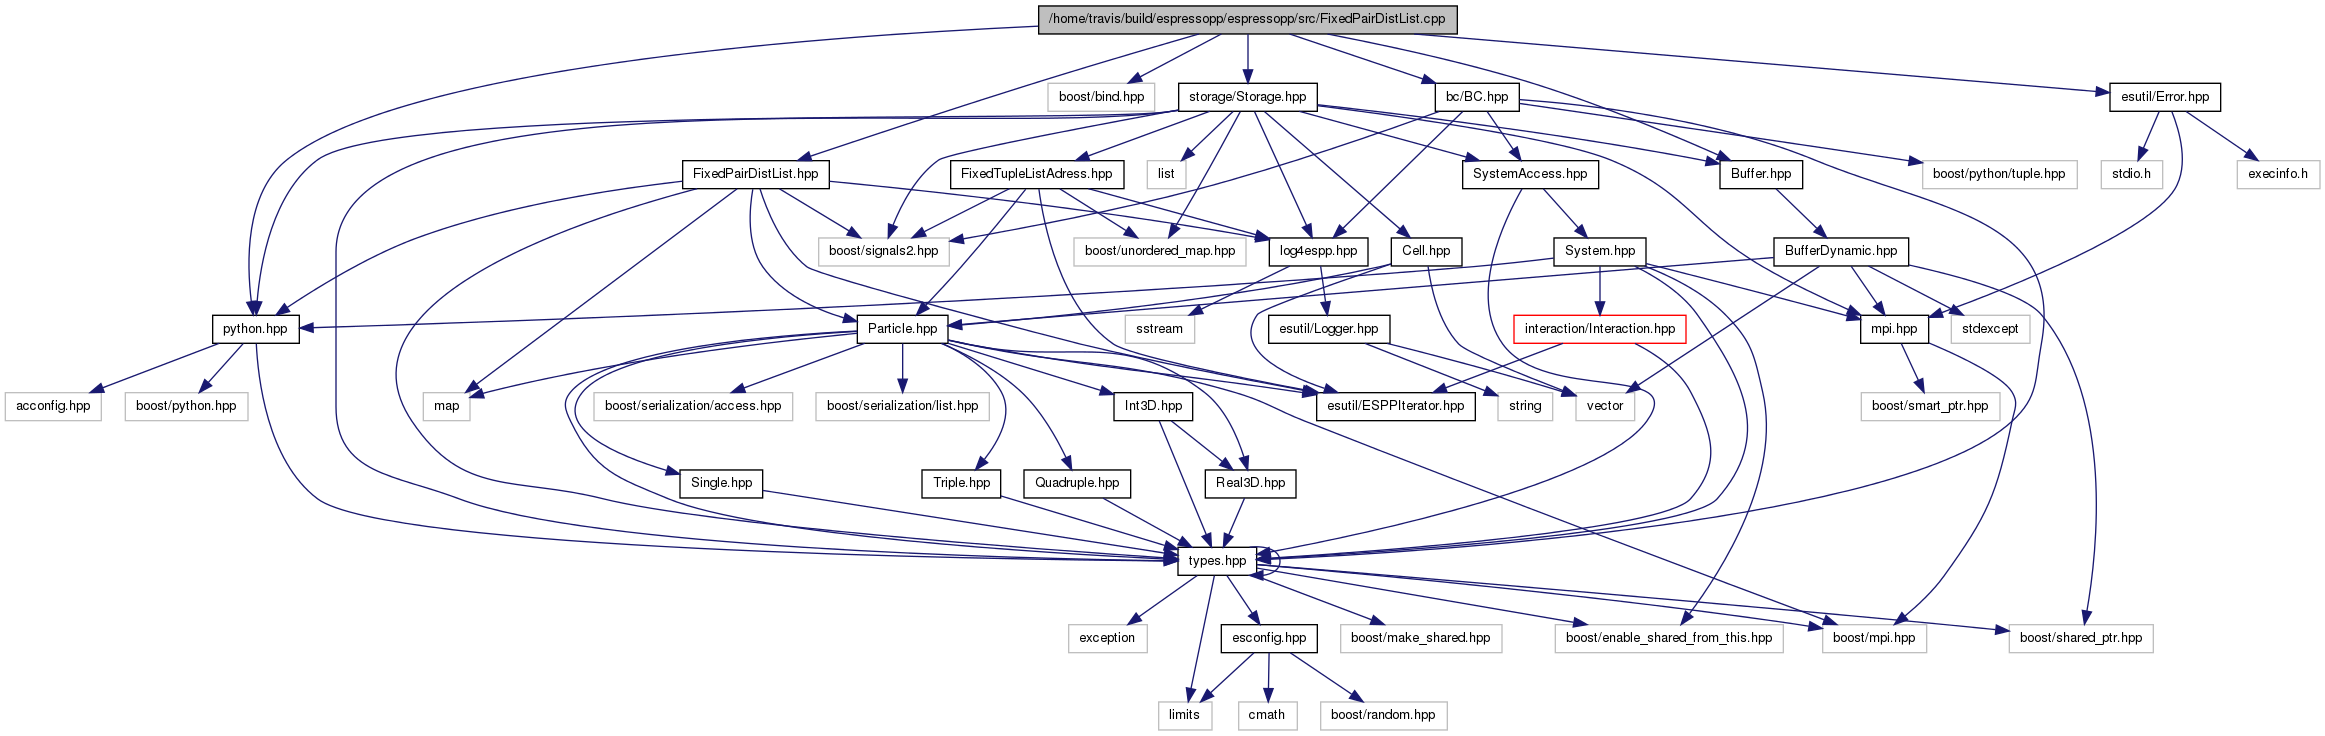 /home/travis/build/espressopp/espressopp/src/FixedPairDistList.cpp
boost/bind.hpp
storage/Storage.hpp
bc/BC.hpp
esutil/Error.hpp
FixedPairDistList.hpp
FixedTupleListAdress.hpp
list
SystemAccess.hpp
Buffer.hpp
boost/python/tuple.hpp
stdio.h
execinfo.h
boost/signals2.hpp
boost/unordered_map.hpp
log4espp.hpp
Cell.hpp
System.hpp
BufferDynamic.hpp
python.hpp
Particle.hpp
sstream
esutil/Logger.hpp
interaction/Interaction.hpp
mpi.hpp
stdexcept
acconfig.hpp
boost/python.hpp
map
boost/serialization/access.hpp
boost/serialization/list.hpp
Int3D.hpp
esutil/ESPPIterator.hpp
string
vector
boost/smart_ptr.hpp
Single.hpp
Triple.hpp
Quadruple.hpp
Real3D.hpp
types.hpp
exception
esconfig.hpp
boost/make_shared.hpp
boost/enable_shared_from_this.hpp
boost/mpi.hpp
boost/shared_ptr.hpp
limits
cmath
boost/random.hpp